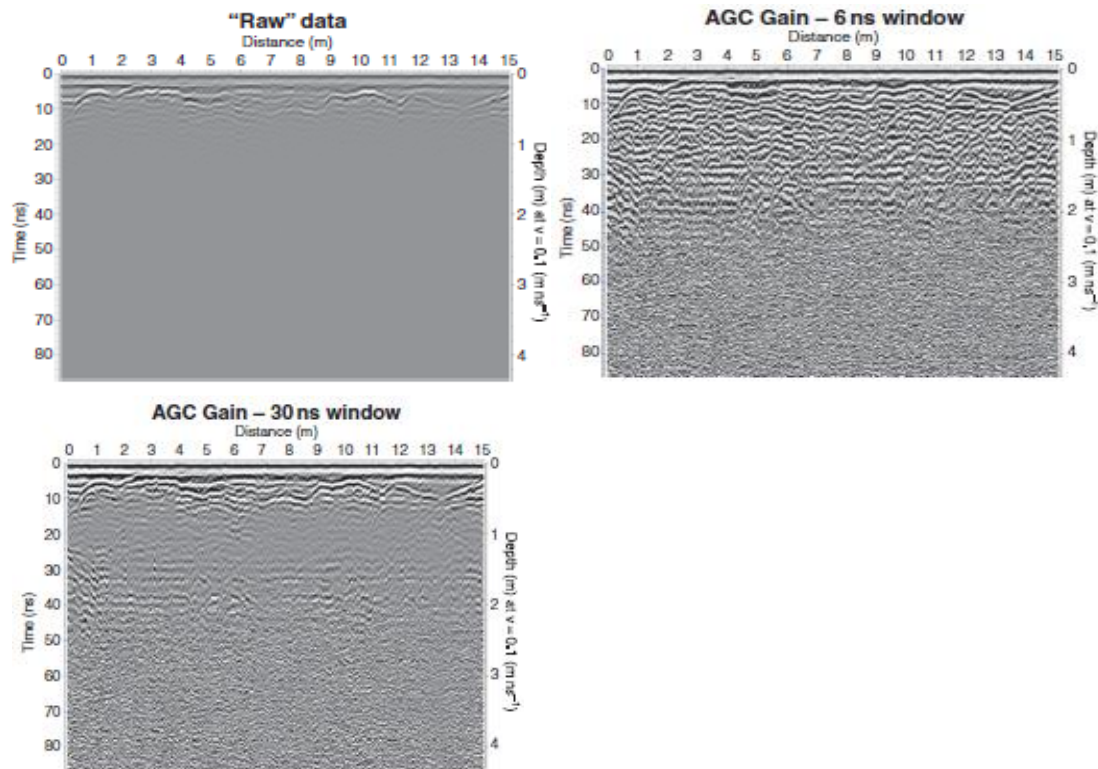 "Raw" data
Distance (m)
0 1 2 3 4 5 6 7 8 9 10 11 12 13 14 15
0
10
20
30
40
50
60
70
80
Time (ns)
0
1
2
3
4
Depth (m) at v = 0.1 (m ns⁻¹)
AGC Gain – 6 ns window
Distance (m)
0 1 2 3 4 5 6 7 8 9 10 11 12 13 14 15
0
10
20
30
40
50
60
70
80
Time (ns)
0
1
2
3
4
Depth (m) at v = 0.1 (m ns⁻¹)
AGC Gain – 30 ns window
Distance (m)
0 1 2 3 4 5 6 7 8 9 10 11 12 13 14 15
0
10
20
30
40
50
60
70
80
Time (ns)
0
1
2
3
4
Depth (m) at v = 0.1 (m ns⁻¹)